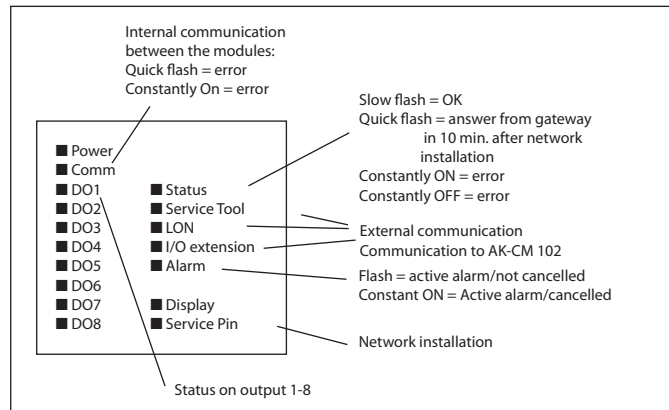 Internal communication
between the modules:
Quick flash = error
Constantly On = error
Slow flash = OK
Quick flash = answer from gateway
in 10 min. after network
installation
Constantly ON = error
Constantly OFF = error
Power
Comm
DO1
DO2
DO3
DO4
DO5
DO6
DO7
DO8
Status
Service Tool
LON
I/O extension
Alarm
Display
Service Pin
External communication
Communication to AK-CM 102
Flash = active alarm/not cancelled
Constant ON = Active alarm/cancelled
Network installation
Status on output 1-8